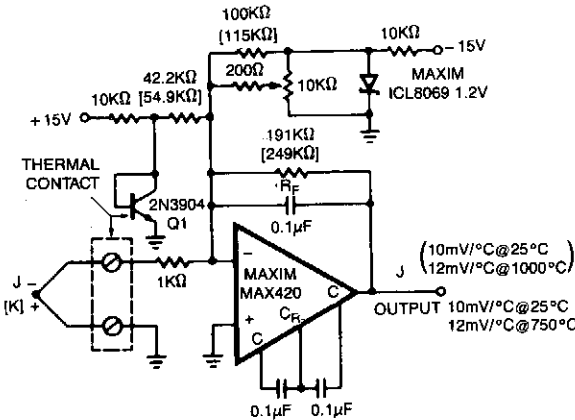 100KΩ
[115KΩ]
10KΩ
-15V
42.2KΩ
[54.9KΩ]
200Ω
10KΩ
MAXIM
ICL8069 1.2V
10KΩ
+15V
.191KΩ
[249KΩ]
THERMAL
CONTACT
RF
2N3904
Q1
0.1µF
J -
[K] +
1KΩ
-
+
MAXIM
MAX420
C
CR
C
J
(10mV/°C@25°C
12mV/°C@1000°C)
OUTPUT
10mV/°C@25°C
12mV/°C@750°C
0.1µF
0.1µF